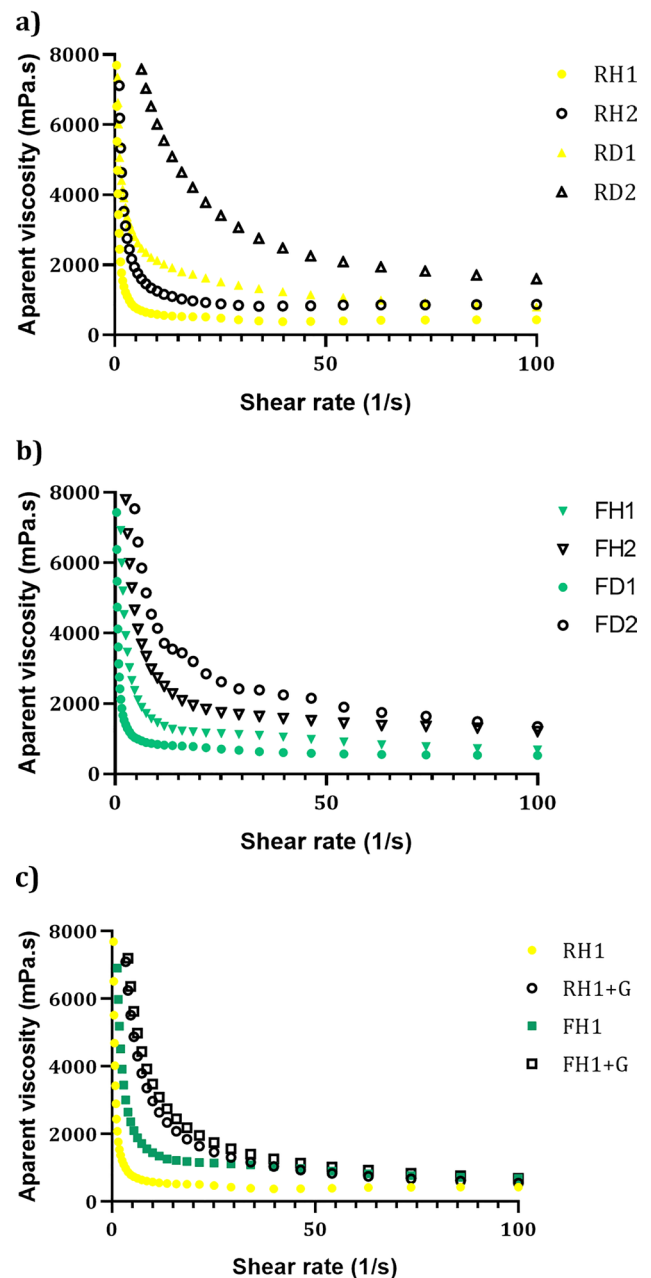 a)
8000
6000
4000
2000
0
0
50
100
Aparent viscosity (mPa.s)
Shear rate (1/s)
RH1
RH2
RD1
RD2
b)
8000
6000
4000
2000
0
0
50
100
Aparent viscosity (mPa.s)
Shear rate (1/s)
FH1
FH2
FD1
FD2
c)
8000
6000
4000
2000
0
0
50
100
Aparent viscosity (mPa.s)
Shear rate (1/s)
RH1
RH1+G
FH1
FH1+G